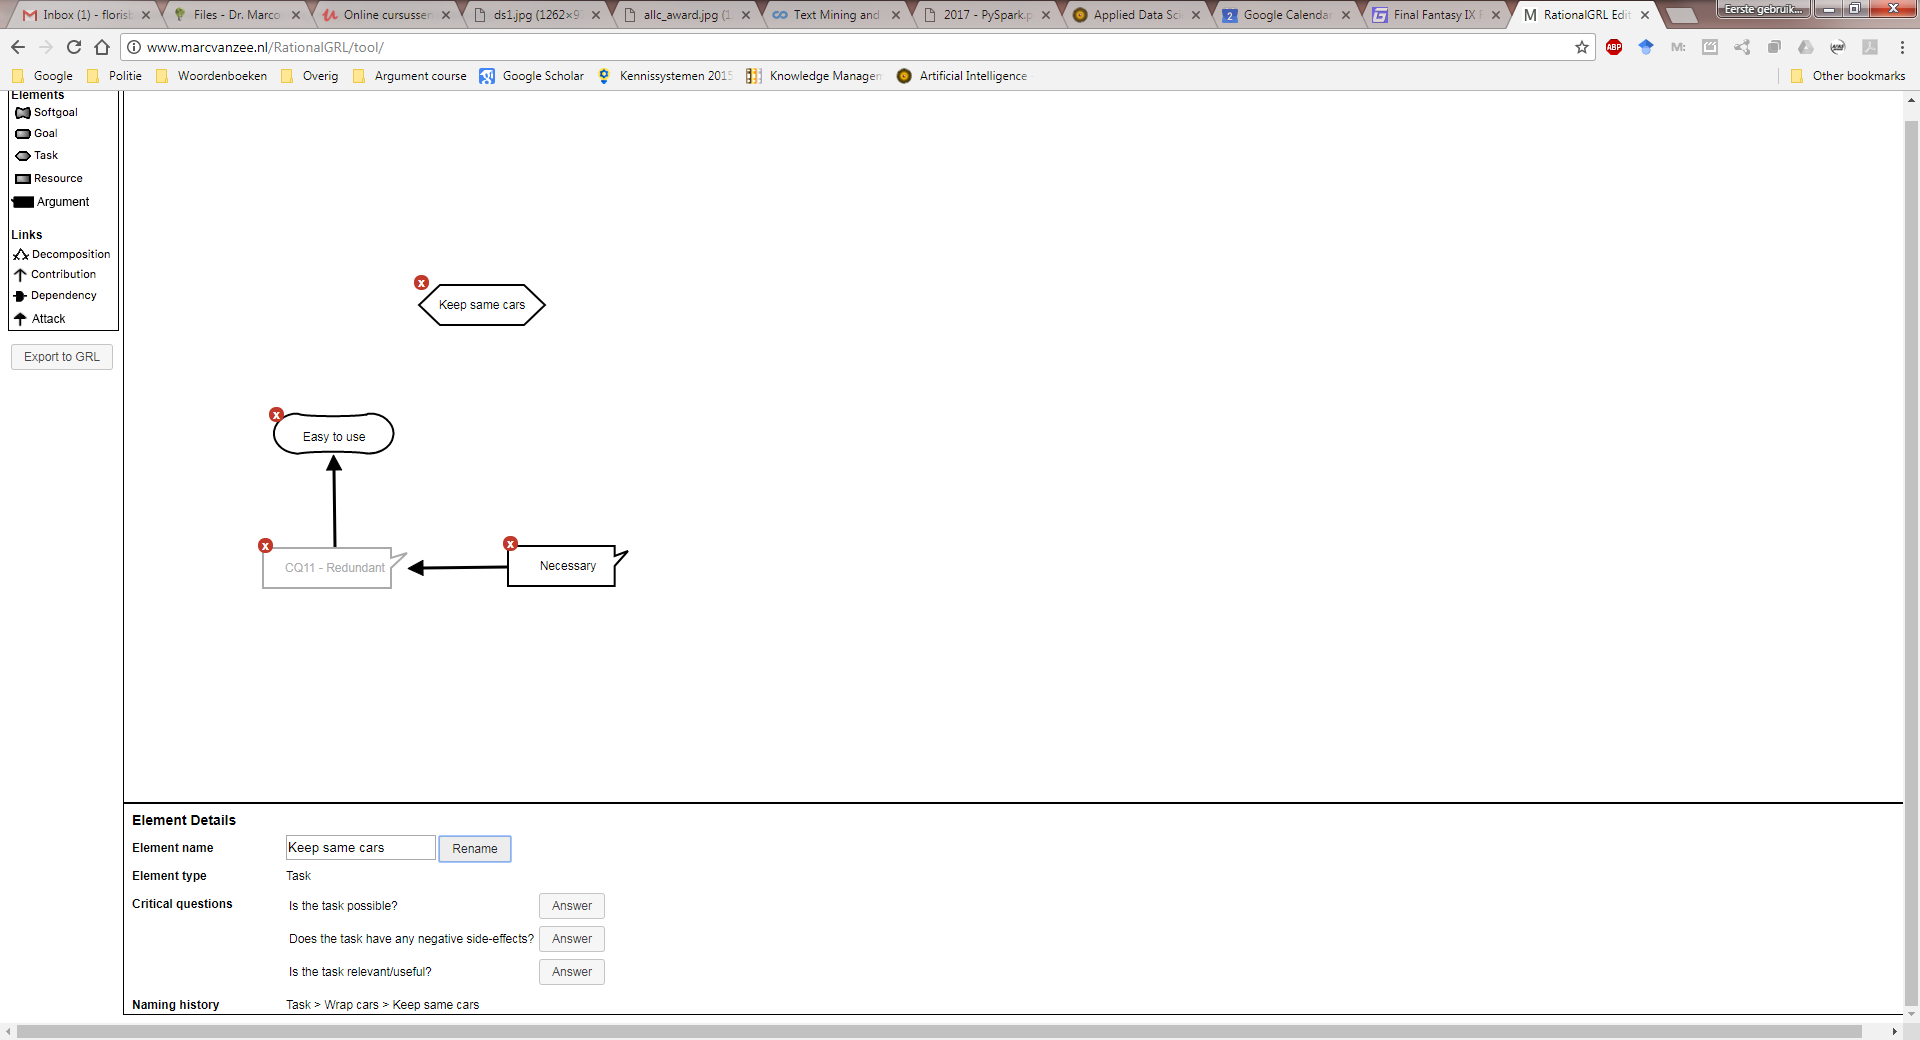 Inbox (1) - floris
Files - Dr. Marco
Online cursussen
ds1.jpg (1262×9
allc_award.jpg (1
Text Mining and
2017 - PySpark.p
Applied Data Sc
Google Calenda
Final Fantasy IX F
RationalGRL Edit
Eerste gebruik...
www.marcvanzee.nl/RationalGRL/tool/
Google
Politie
Woordenboeken
Overig
Argument course
Google Scholar
Kennissystemen 2015
Knowledge Managem
Artificial Intelligence
Other bookmarks
Elements
Softgoal
Goal
Task
Resource
Argument
Links
Decomposition
Contribution
Dependency
Attack
Export to GRL
x
Keep same cars
x
Easy to use
x
CQ11 - Redundant
x
Necessary
Element Details
Element name Keep same cars Rename
Element type Task
Critical questions Is the task possible? Answer
Does the task have any negative side-effects? Answer
Is the task relevant/useful? Answer
Naming history Task > Wrap cars > Keep same cars